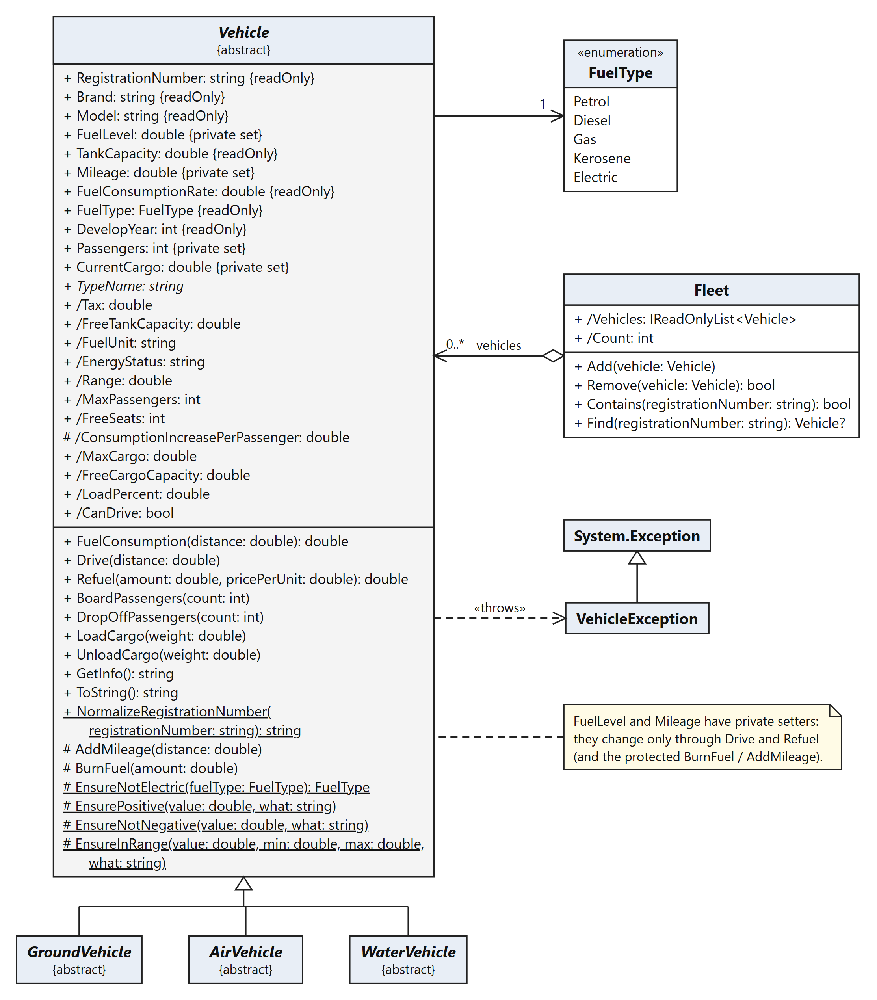 Vehicle
{abstract}
+ RegistrationNumber: string {readOnly}
+ Brand: string {readOnly}
+ Model: string {readOnly}
+ FuelLevel: double {private set}
+ TankCapacity: double {readOnly}
+ Mileage: double {private set}
+ FuelConsumptionRate: double {readOnly}
+ FuelType: FuelType {readOnly}
+ DevelopYear: int {readOnly}
+ Passengers: int {private set}
+ CurrentCargo: double {private set}
+ TypeName: string
+ /Tax: double
+ /FreeTankCapacity: double
+ /FuelUnit: string
+ /EnergyStatus: string
+ /Range: double
+ /MaxPassengers: int
+ /FreeSeats: int
# /ConsumptionIncreasePerPassenger: double
+ /MaxCargo: double
+ /FreeCargoCapacity: double
+ /LoadPercent: double
+ /CanDrive: bool
+ FuelConsumption(distance: double): double
+ Drive(distance: double)
+ Refuel(amount: double, pricePerUnit: double): double
+ BoardPassengers(count: int)
+ DropOffPassengers(count: int)
+ LoadCargo(weight: double)
+ UnloadCargo(weight: double)
+ GetInfo(): string
+ ToString(): string
+ NormalizeRegistrationNumber(
registrationNumber: string): string
# AddMileage(distance: double)
# BurnFuel(amount: double)
# EnsureNotElectric(fuelType: FuelType): FuelType
# EnsurePositive(value: double, what: string)
# EnsureNotNegative(value: double, what: string)
# EnsureInRange(value: double, min: double, max: double,
what: string)
1
«enumeration»
FuelType
Petrol
Diesel
Gas
Kerosene
Electric
0..* vehicles
Fleet
+ /Vehicles: IReadOnlyList<Vehicle>
+ /Count: int
+ Add(vehicle: Vehicle)
+ Remove(vehicle: Vehicle): bool
+ Contains(registrationNumber: string): bool
+ Find(registrationNumber: string): Vehicle?
System.Exception
«throws»
VehicleException
FuelLevel and Mileage have private setters:
they change only through Drive and Refuel
(and the protected BurnFuel / AddMileage).
GroundVehicle
{abstract}
AirVehicle
{abstract}
WaterVehicle
{abstract}